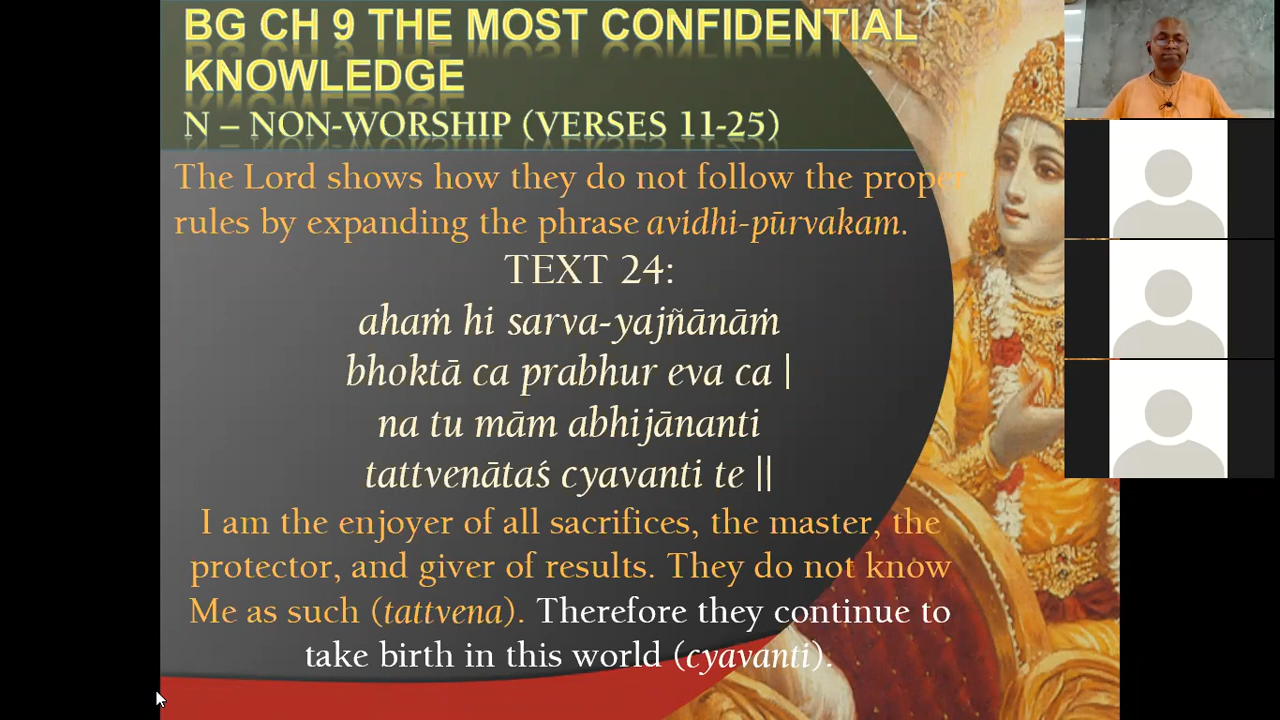 BG CH 9 THE MOST CONFIDENTIAL
KNOWLEDGE
N – NON-WORSHIP (VERSES 11-25)
The Lord shows how they do not follow the proper
rules by expanding the phrase avidhi-pūrvakam.
TEXT 24:
ahaṁ hi sarva-yajñānāṁ
bhoktā ca prabhur eva ca |
na tu mām abhijānanti
tattvenātaś cyavanti te ||
I am the enjoyer of all sacrifices, the master, the
protector, and giver of results. They do not know
Me as such (tattvena). Therefore they continue to
take birth in this world (cyavanti).